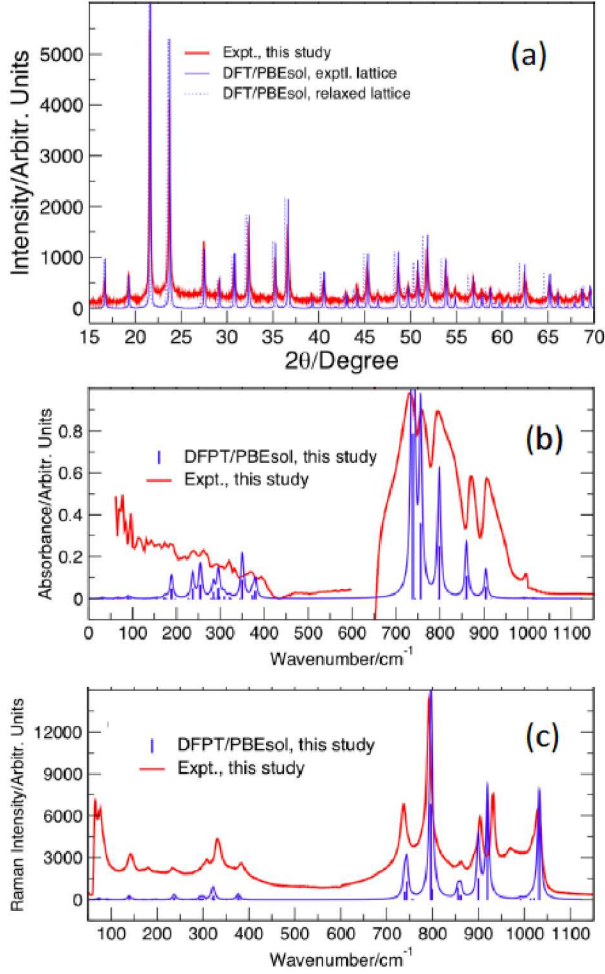 (a)
Expt., this study
DFT/PBEsol, exptl. lattice
DFT/PBEsol, relaxed lattice
Intensity/Arbitr. Units
6000
5000
4000
3000
2000
1000
0
15 20 25 30 35 40 45 50 55 60 65 70
2θ/Degree
(b)
DFPT/PBEsol, this study
Expt., this study
Absorbance/Arbitr. Units
0.8
0.6
0.4
0.2
0
0 100 200 300 400 500 600 700 800 900 1000 1100
Wavenumber/cm⁻¹
(c)
DFPT/PBEsol, this study
Expt., this study
Raman Intensity/Arbitr. Units
12000
9000
6000
3000
0
100 200 300 400 500 600 700 800 900 1000 1100
Wavenumber/cm⁻¹